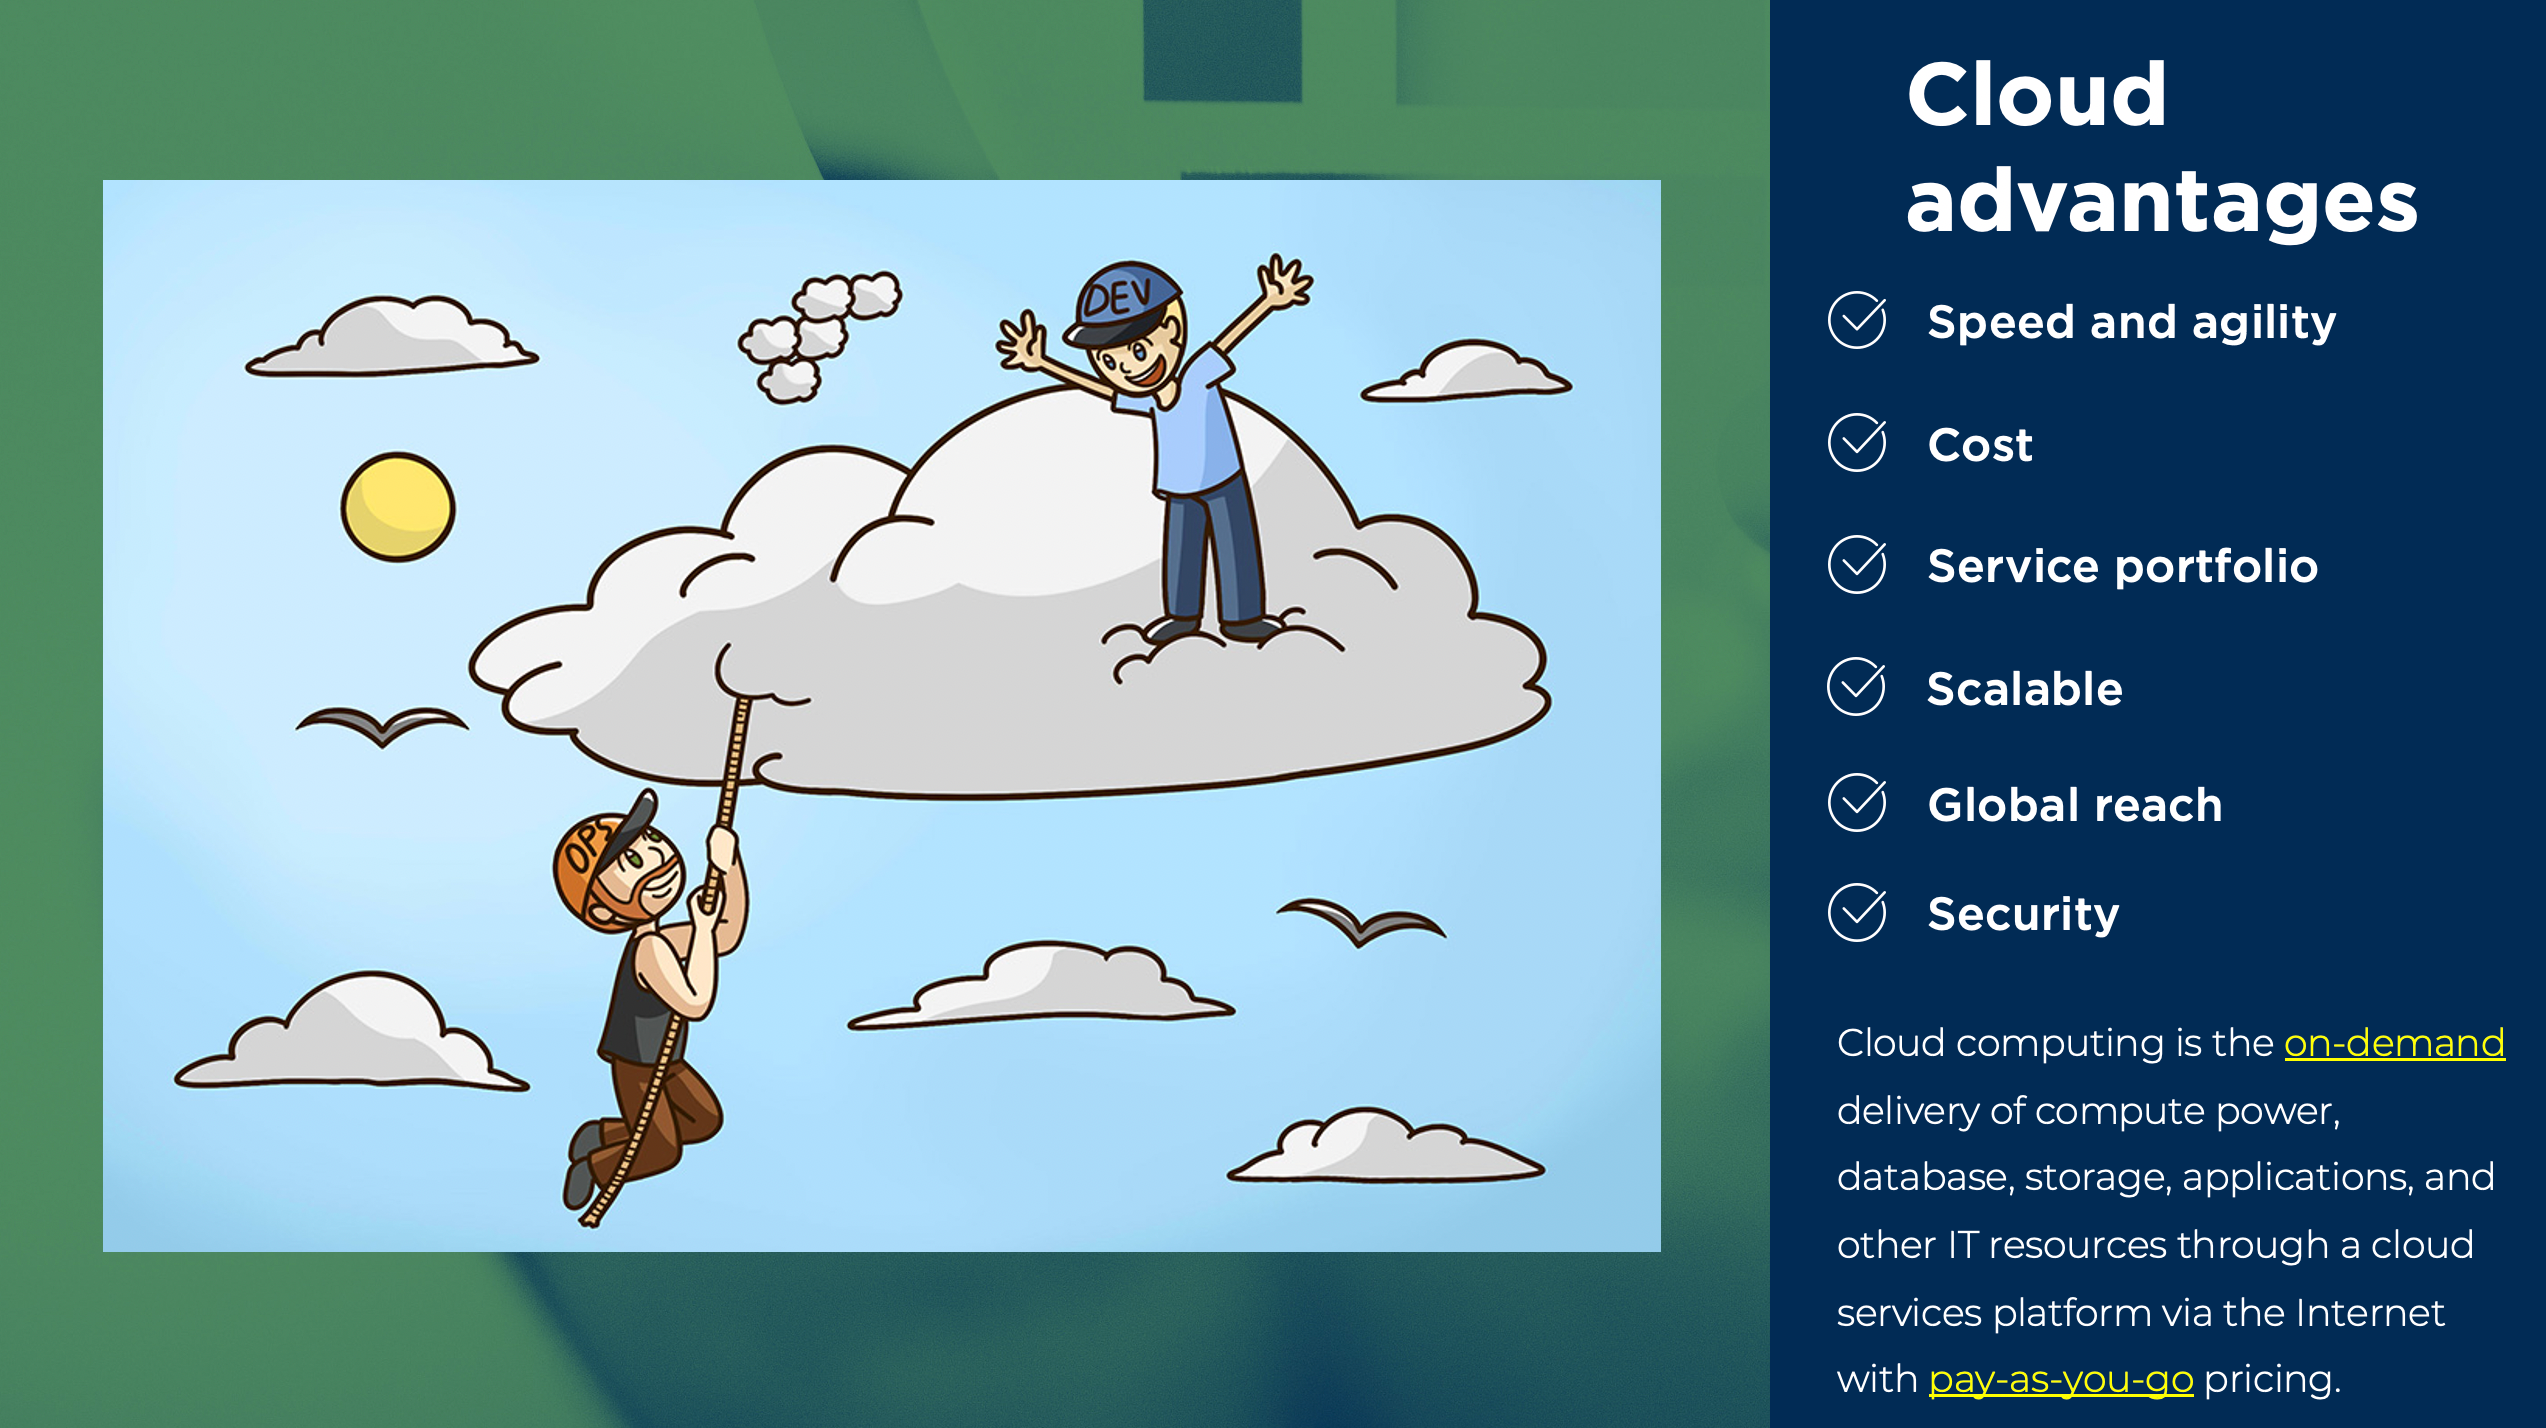 DEV
OPS
Cloud
advantages
Speed and agility
Cost
Service portfolio
Scalable
Global reach
Security
Cloud computing is the on-demand
delivery of compute power,
database, storage, applications, and
other IT resources through a cloud
services platform via the Internet
with pay-as-you-go pricing.